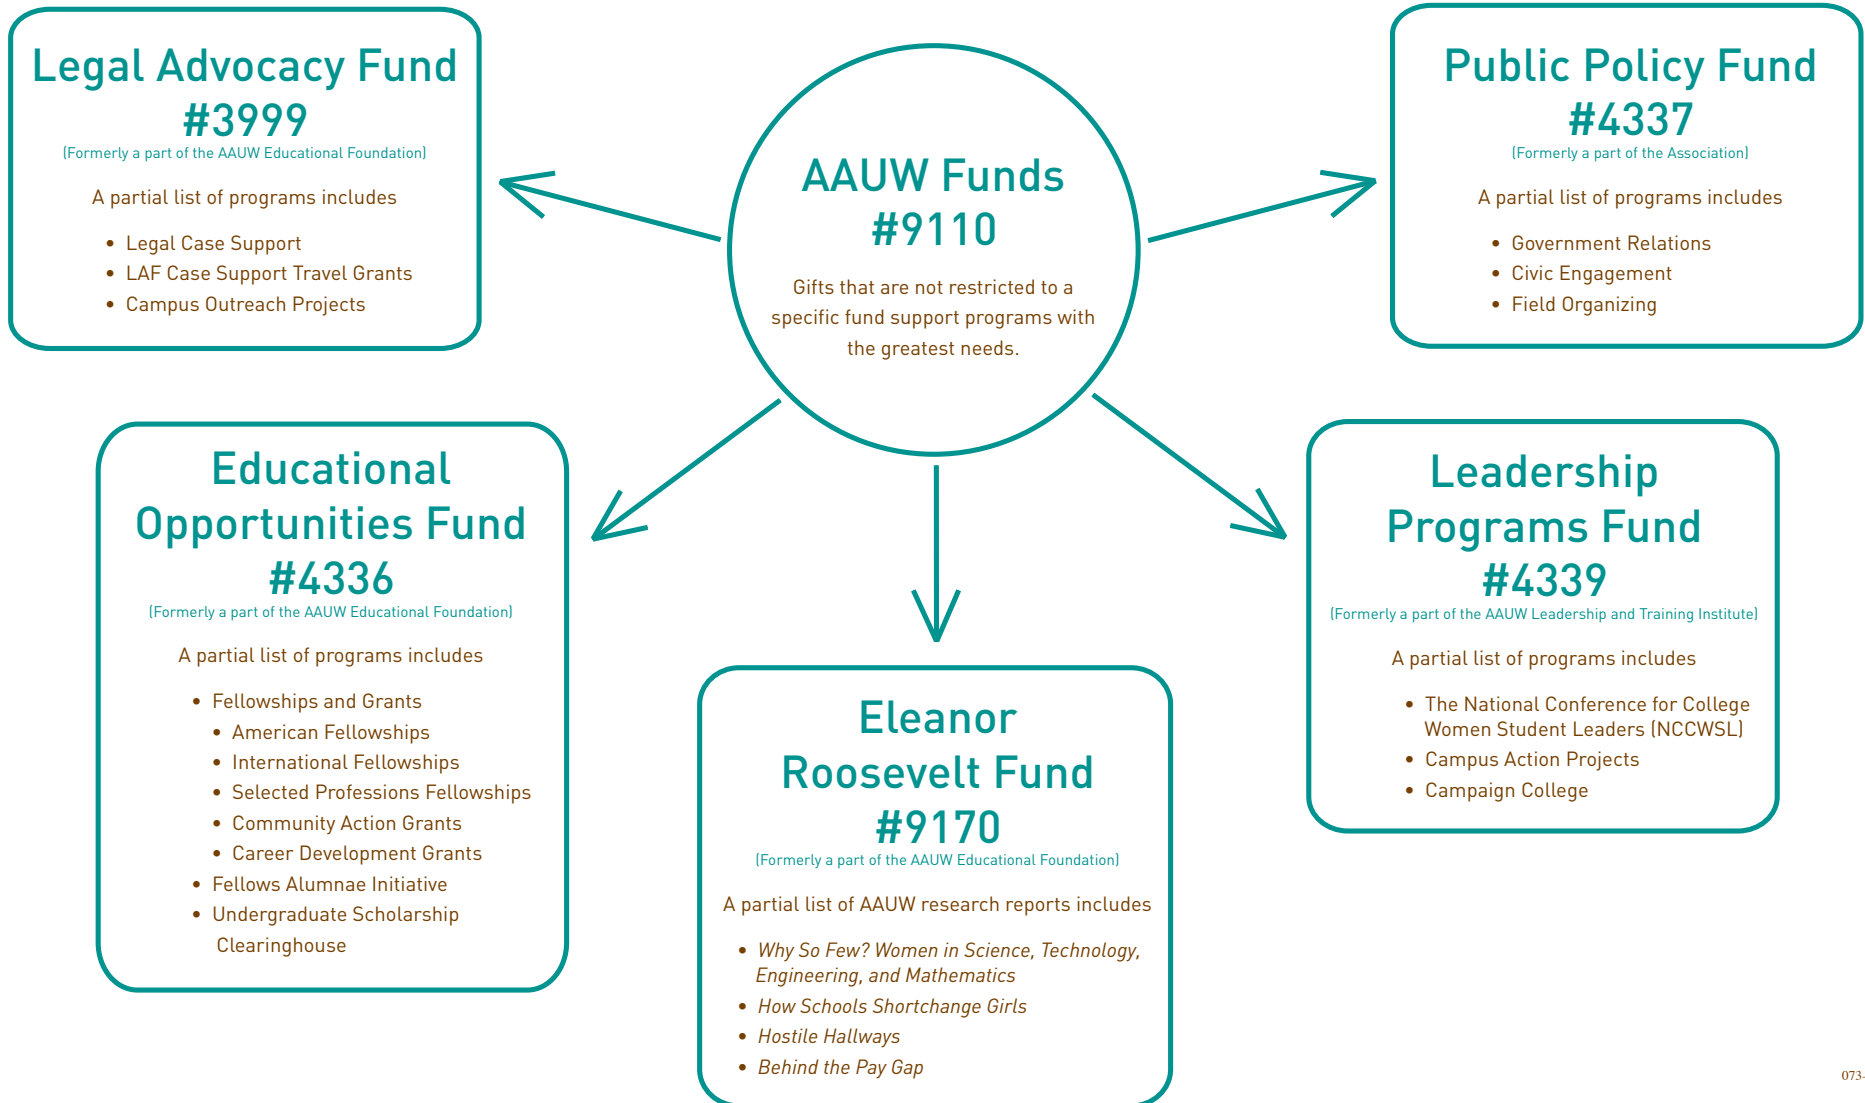 Legal Advocacy Fund
#3999
(Formerly a part of the AAUW Educational Foundation)
A partial list of programs includes
• Legal Case Support
• LAF Case Support Travel Grants
• Campus Outreach Projects
AAUW Funds
#9110
Gifts that are not restricted to a
specific fund support programs with
the greatest needs.
Public Policy Fund
#4337
(Formerly a part of the Association)
A partial list of programs includes
• Government Relations
• Civic Engagement
• Field Organizing
Educational
Opportunities Fund
#4336
(Formerly a part of the AAUW Educational Foundation)
A partial list of programs includes
• Fellowships and Grants
• American Fellowships
• International Fellowships
• Selected Professions Fellowships
• Community Action Grants
• Career Development Grants
• Fellows Alumnae Initiative
• Undergraduate Scholarship
Clearinghouse
Eleanor
Roosevelt Fund
#9170
(Formerly a part of the AAUW Educational Foundation)
A partial list of AAUW research reports includes
• Why So Few? Women in Science, Technology,
Engineering, and Mathematics
• How Schools Shortchange Girls
• Hostile Hallways
• Behind the Pay Gap
Leadership
Programs Fund
#4339
(Formerly a part of the AAUW Leadership and Training Institute)
A partial list of programs includes
• The National Conference for College
Women Student Leaders (NCCWSL)
• Campus Action Projects
• Campaign College
073-